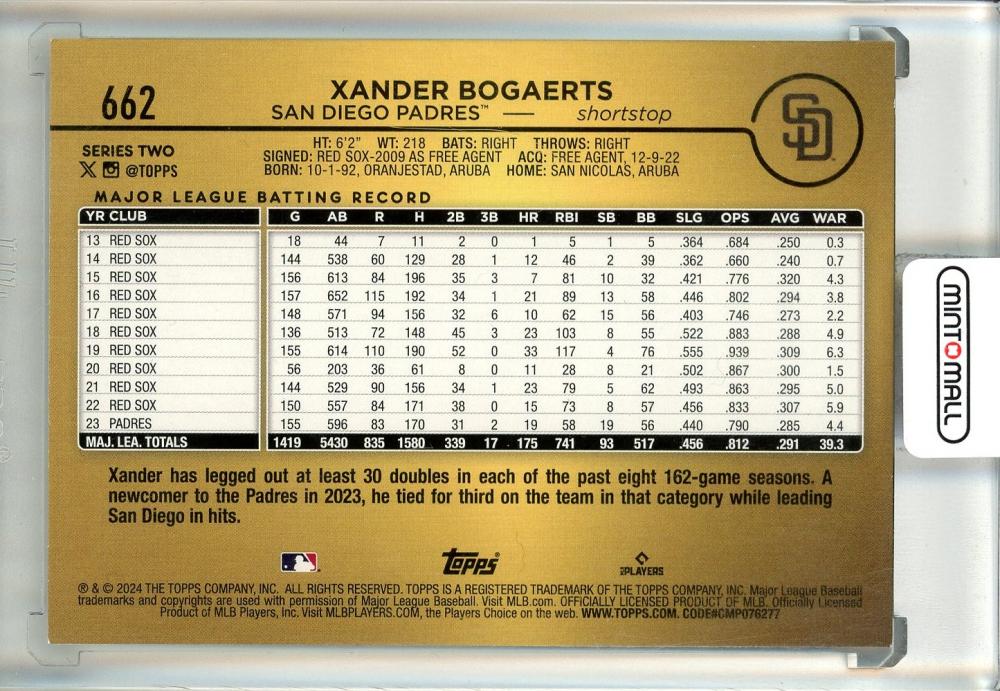 662
XANDER BOGAERTS
SAN DIEGO PADRES™ — shortstop
SD
SERIES TWO
X @TOPPS
HT: 6'2" WT: 218 BATS: RIGHT THROWS: RIGHT
SIGNED: RED SOX-2009 AS FREE AGENT ACQ: FREE AGENT, 12-9-22
BORN: 10-1-92, ORANJESTAD, ARUBA HOME: SAN NICOLAS, ARUBA
MAJOR LEAGUE BATTING RECORD
YR CLUB G AB R H 2B 3B HR RBI SB BB SLG OPS AVG WAR
13 RED SOX 18 44 7 11 2 0 1 5 1 5 .364 .684 .250 0.3
14 RED SOX 144 538 60 129 28 1 12 46 2 39 .362 .660 .240 0.7
15 RED SOX 156 613 84 196 35 3 7 81 10 32 .421 .776 .320 4.3
16 RED SOX 157 652 115 192 34 1 21 89 13 58 .446 .802 .294 3.8
17 RED SOX 148 571 94 156 32 6 10 62 15 56 .403 .746 .273 2.2
18 RED SOX 136 513 72 148 45 3 23 103 8 55 .522 .883 .288 4.9
19 RED SOX 155 614 110 190 52 0 33 117 4 76 .555 .939 .309 6.3
20 RED SOX 56 203 36 61 8 0 11 28 8 21 .502 .867 .300 1.5
21 RED SOX 144 529 90 156 34 1 23 79 5 62 .493 .863 .295 5.0
22 RED SOX 150 557 84 171 38 0 15 73 8 57 .456 .833 .307 5.9
23 PADRES 155 596 83 170 31 2 19 58 19 56 .440 .790 .285 4.4
MAJ. LEA. TOTALS 1419 5430 835 1580 339 17 175 741 93 517 .456 .812 .291 39.3
Xander has legged out at least 30 doubles in each of the past eight 162-game seasons. A
newcomer to the Padres in 2023, he tied for third on the team in that category while leading
San Diego in hits.
topps®
PLAYERS
® & © 2024 THE TOPPS COMPANY, INC. ALL RIGHTS RESERVED. TOPPS IS A REGISTERED TRADEMARK OF THE TOPPS COMPANY, INC. Major League Baseball
trademarks and copyrights are used with permission of Major League Baseball. Visit MLB.com. OFFICIALLY LICENSED PRODUCT OF MLB. Officially Licensed
Product of MLB Players, Inc. Visit MLBPLAYERS.COM, the Players Choice on the web. WWW.TOPPS.COM. CODE#CMP076277
MINTMALL